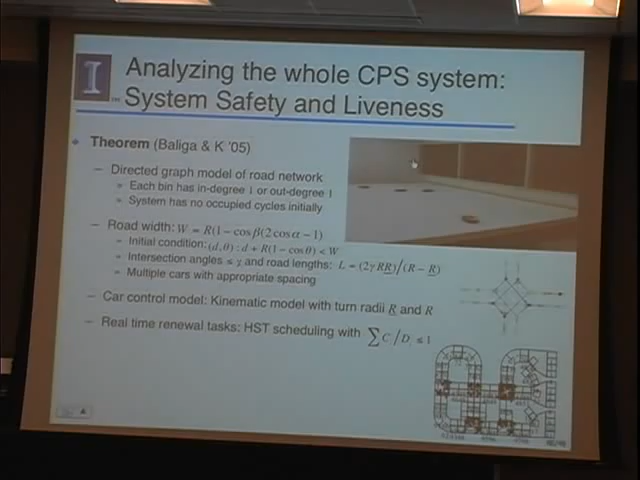 I
Analyzing the whole CPS system:
System Safety and Liveness
• Theorem (Baliga & K '05)
– Directed graph model of road network
» Each bin has in-degree 1 or out-degree 1
» System has no occupied cycles initially
– Road width: W = R(1−cos β(2cos α−1)
» Initial condition: (d,θ) : d + R(1−cos θ) < W
» Intersection angles ≤ γ and road lengths: L = (2γ RR)/(R − R)
» Multiple cars with appropriate spacing
– Car control model: Kinematic model with turn radii R and R
– Real time renewal tasks: HST scheduling with ∑ C / D ≤ 1